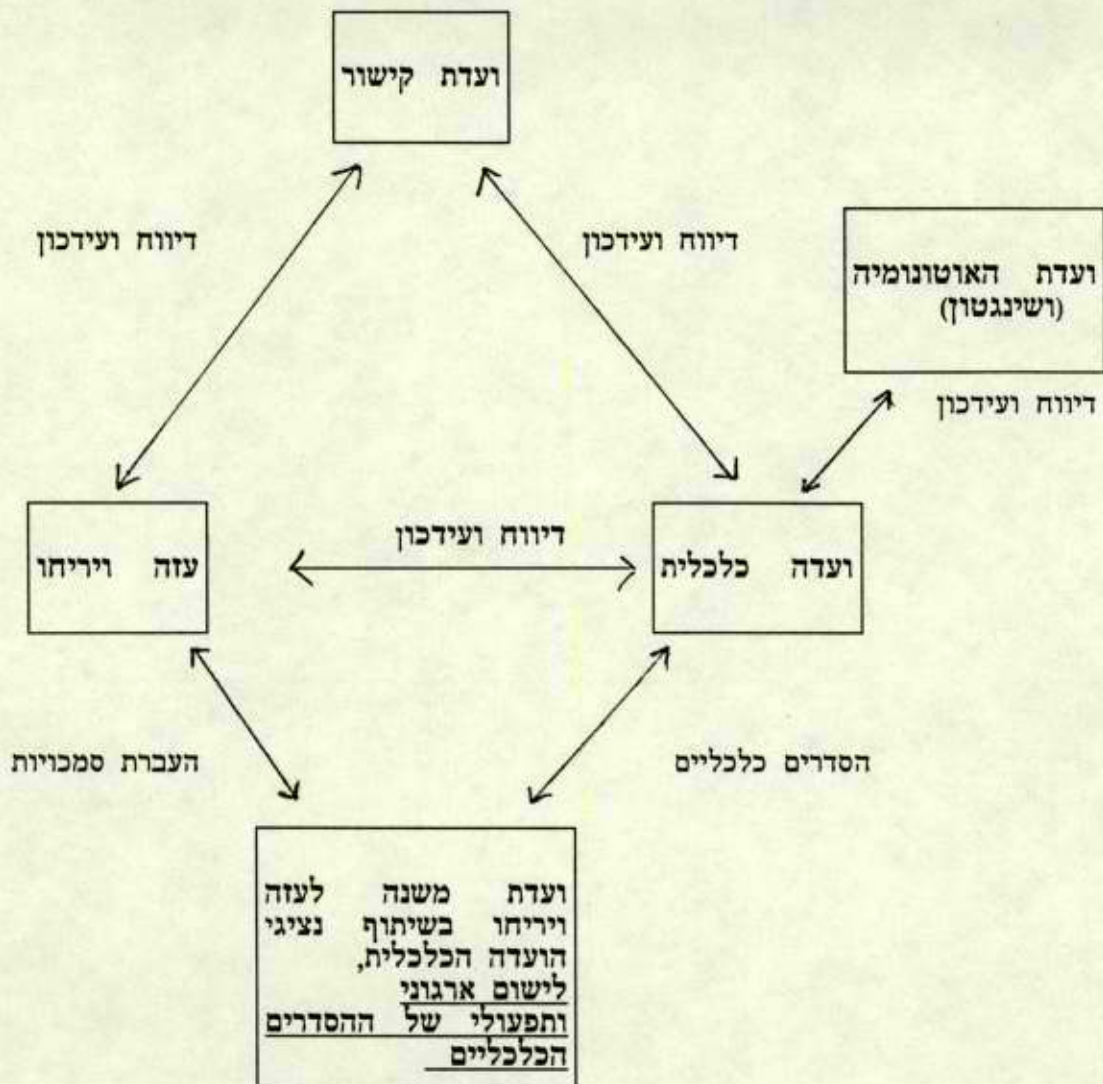 ועדת קישור
דיווח ועידכון
דיווח ועידכון
ועדת האוטונומיה
(ושינגטון)
דיווח ועידכון
דיווח ועידכון
ועדה כלכלית
עזה ויריחו
הסדרים כלכליים
העברת סמכויות
ועדת משנה לעזה
ויריחו בשיתוף נציגי
הועדה הכלכלית,
לישום ארגוני
ותפעולי של ההסדרים
הכלכליים